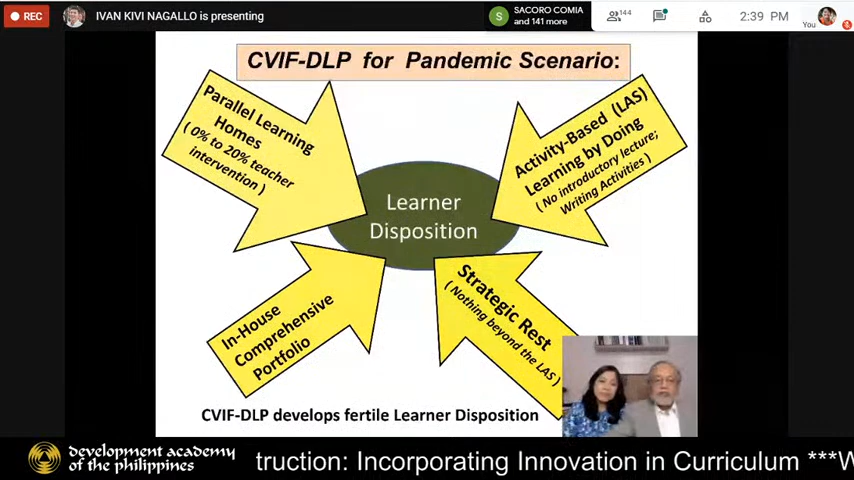 REC
IVAN KIVI NAGALLO is presenting
S
SACORO COMIA
and 141 more
144
2:39 PM
You
CVIF-DLP for Pandemic Scenario:
Parallel Learning
Homes
( 0% to 20% teacher
intervention )
Activity-Based (LAS)
Learning by Doing
( No introductory lecture;
Writing Activities )
Learner
Disposition
In-House
Comprehensive
Portfolio
Strategic Rest
( Nothing beyond the LAS )
CVIF-DLP develops fertile Learner Disposition
development academy
of the philippines
truction: Incorporating Innovation in Curriculum ***W